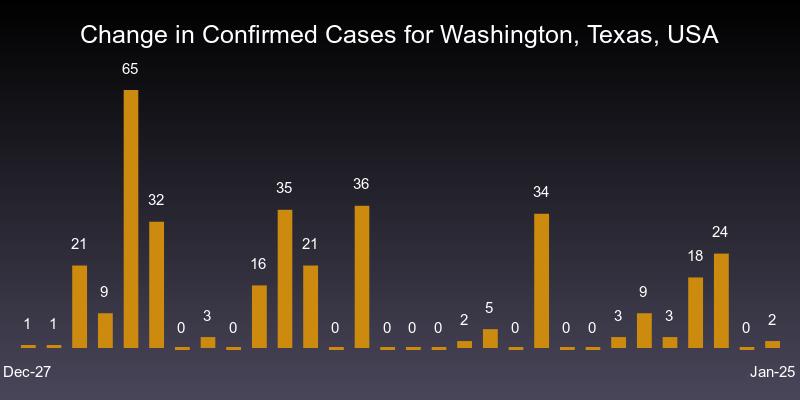 Change in Confirmed Cases for Washington, Texas, USA
1 1 21 9 65 32 0 3 0 16 35 21 0 36 0 0 0 2 5 0 34 0 0 3 9 3 18 24 0 2
Dec-27 Jan-25